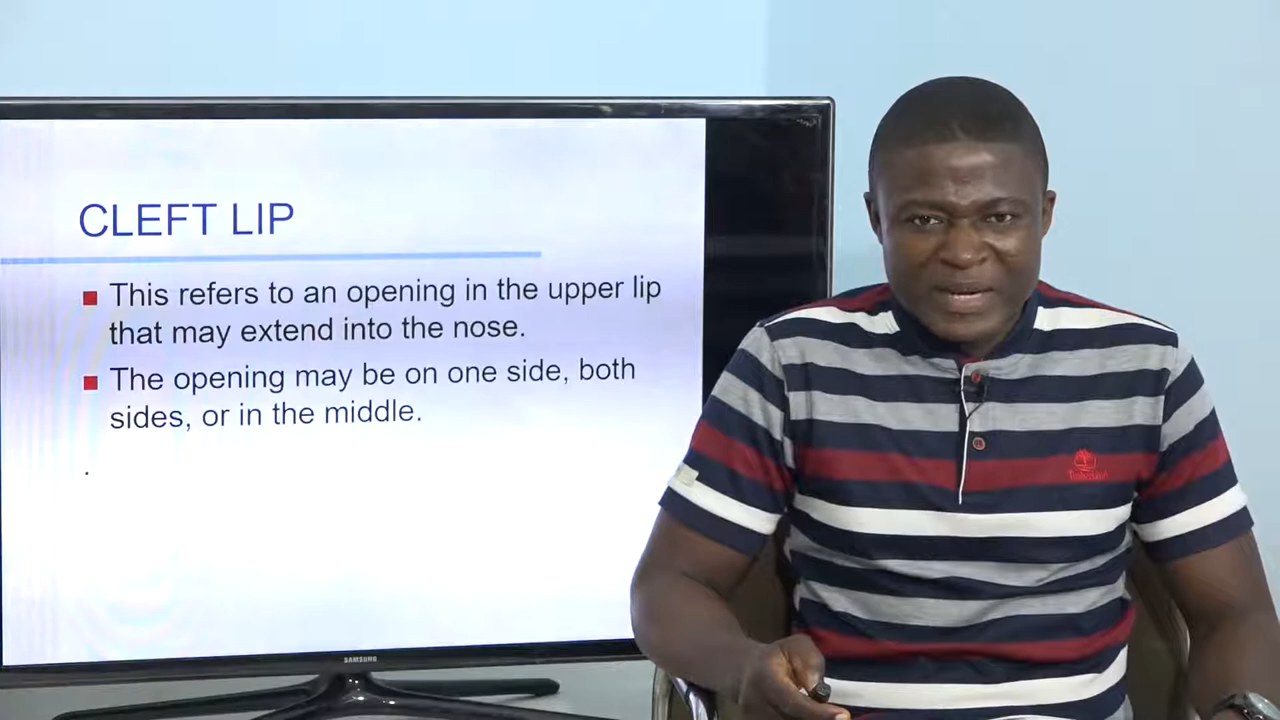 CLEFT LIP
This refers to an opening in the upper lip
that may extend into the nose.
The opening may be on one side, both
sides, or in the middle.
SAMSUNG
Timberland